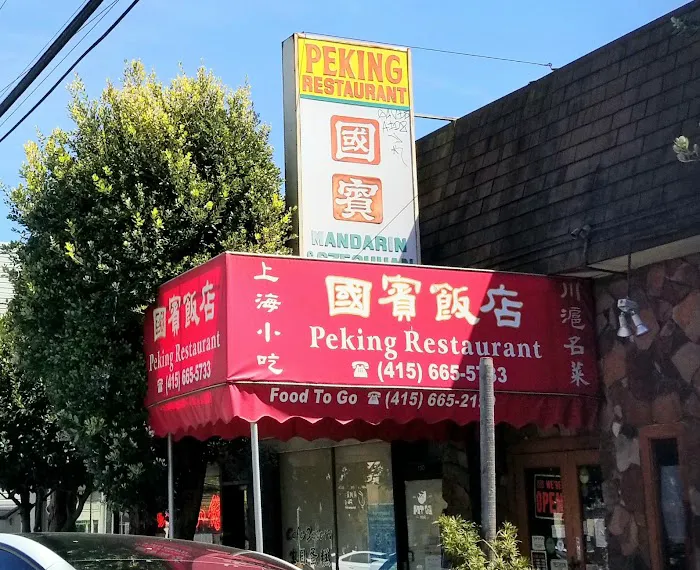 PEKING
RESTAURANT
國
賓
MANDARIN
上海小吃
國賓飯店
Peking Restaurant
☎ (415) 665-5733
川滬名菜
Food To Go ☎ (415) 665-21
國賓飯店
Peking Restaurant
☎ (415) 665-5733
OPEN